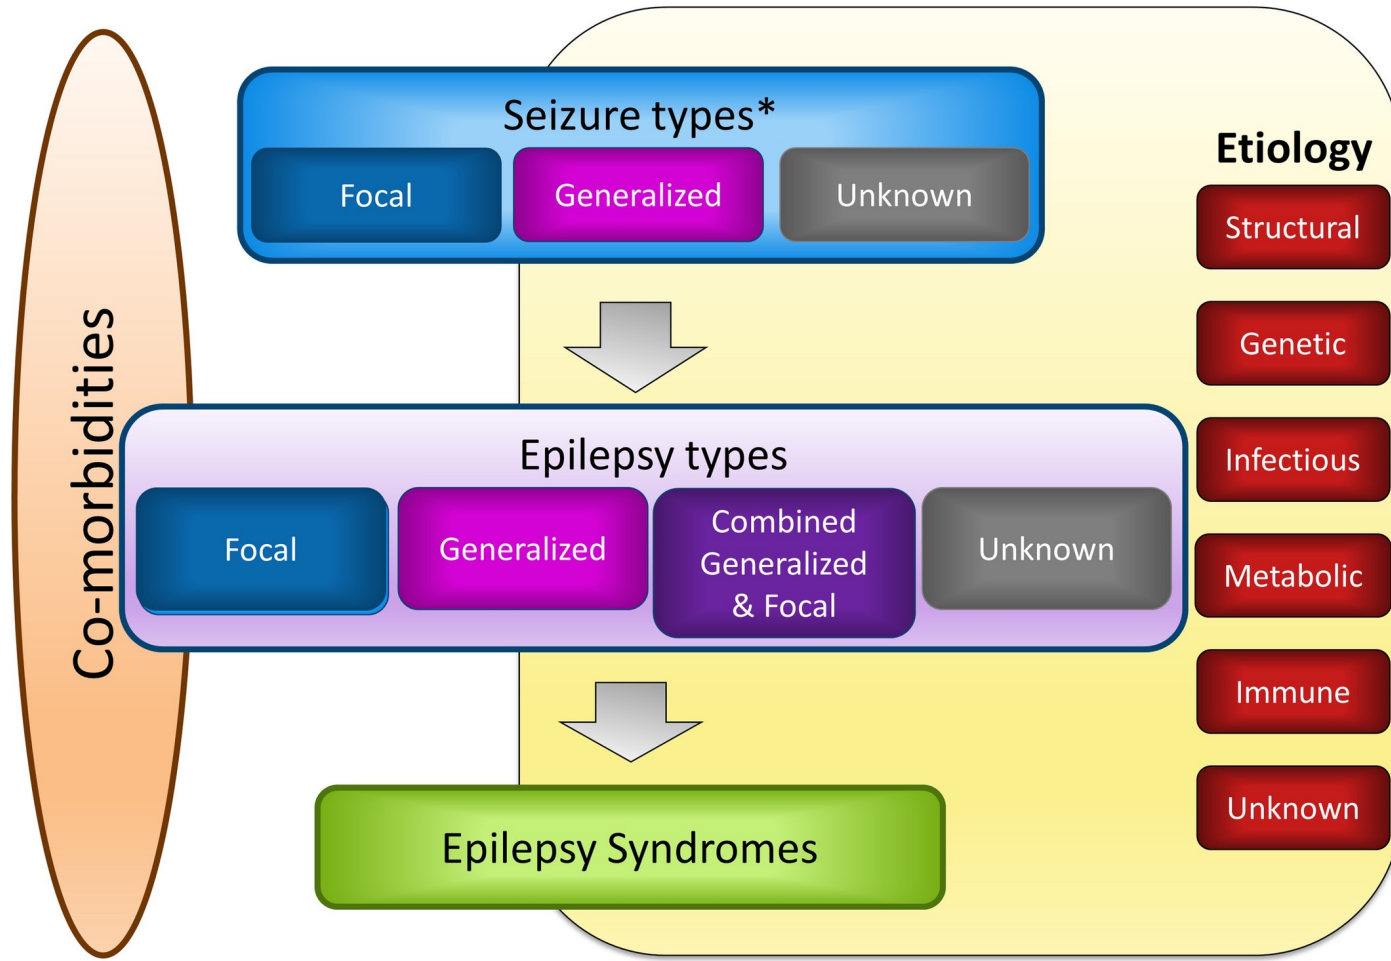 Seizure types*
Focal
Generalized
Unknown
Etiology
Structural
Genetic
Infectious
Metabolic
Immune
Unknown
Co-morbidities
Epilepsy types
Focal
Generalized
Combined
Generalized
& Focal
Unknown
Epilepsy Syndromes